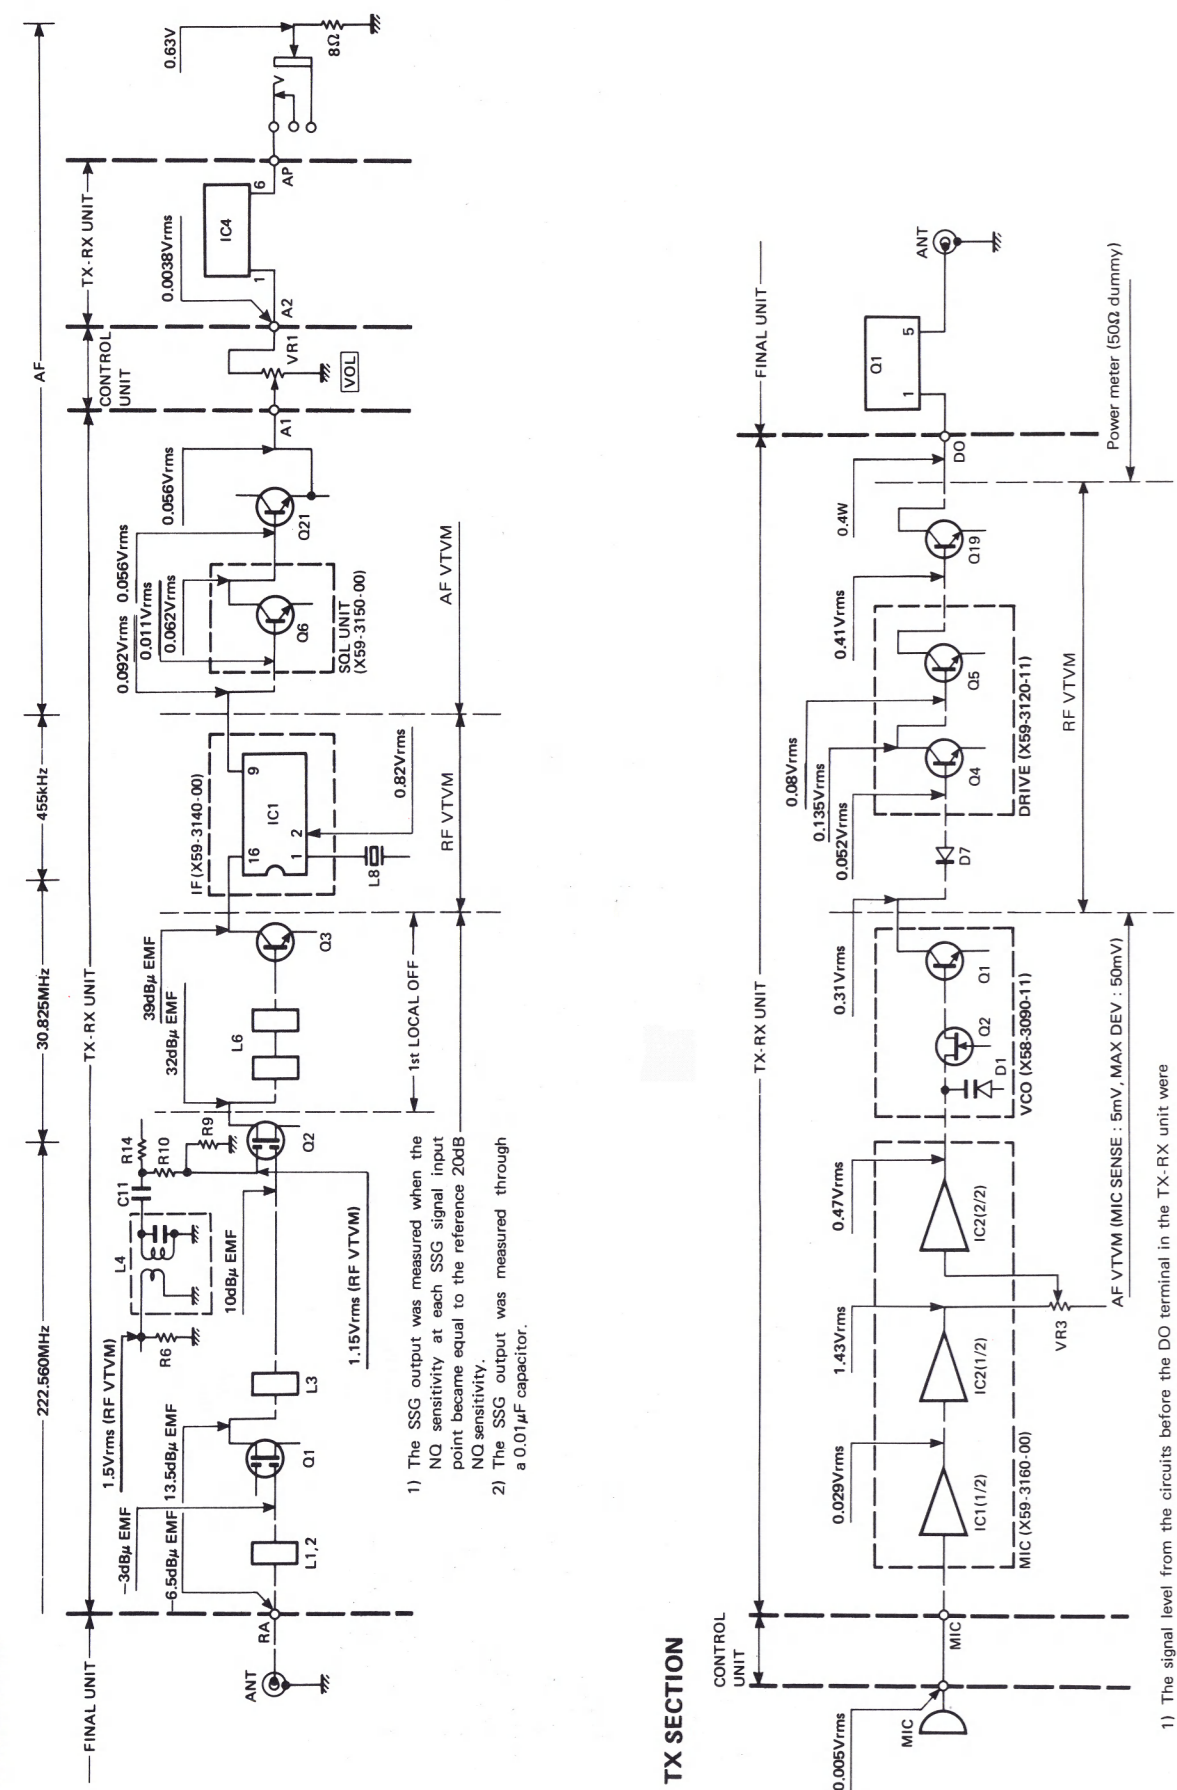 AF
455kHz
30.825MHz
222.560MHz
FINAL UNIT
TX-RX UNIT
CONTROL
UNIT
TX-RX UNIT
ANT
RA
-6.5dBμ EMF
-3dBμ EMF
13.5dBμ EMF
L1,2
Q1
L3
1.5Vrms (RF VTVM)
R6
L4
C11
R14
R10
R9
10dBμ EMF
1.15Vrms (RF VTVM)
Q2
32dBμ EMF
39dBμ EMF
L6
Q3
1st LOCAL OFF
IF (X59-3140-00)
16
9
IC1
1
2
L8
0.82Vrms
RF VTVM
AF VTVM
0.092Vrms
0.011Vrms
0.062Vrms
0.056Vrms
Q6
SQL UNIT
(X59-3150-00)
0.056Vrms
Q21
A1
VR1
VOL
A2
0.0038Vrms
1
IC4
6
AP
V
0.63V
8Ω
1) The SSG output was measured when the
NQ sensitivity at each SSG signal input
point became equal to the reference 20dB
NQ sensitivity.
2) The SSG output was measured through
a 0.01μF capacitor.
TX SECTION
CONTROL
UNIT
TX-RX UNIT
FINAL UNIT
0.005Vrms
MIC
MIC
0.029Vrms
1.43Vrms
0.47Vrms
IC1(1/2)
IC2(1/2)
IC2(2/2)
MIC (X59-3160-00)
VR3
AF VTVM (MIC SENSE : 5mV, MAX DEV : 50mV)
D1
Q2
Q1
VCO (X58-3090-11)
0.31Vrms
D7
0.052Vrms
0.135Vrms
0.08Vrms
0.41Vrms
Q4
Q5
DRIVE (X59-3120-11)
RF VTVM
Q19
0.4W
DO
1
Q1
5
ANT
Power meter (50Ω dummy)
1) The signal level from the circuits before the DO terminal in the TX-RX unit were